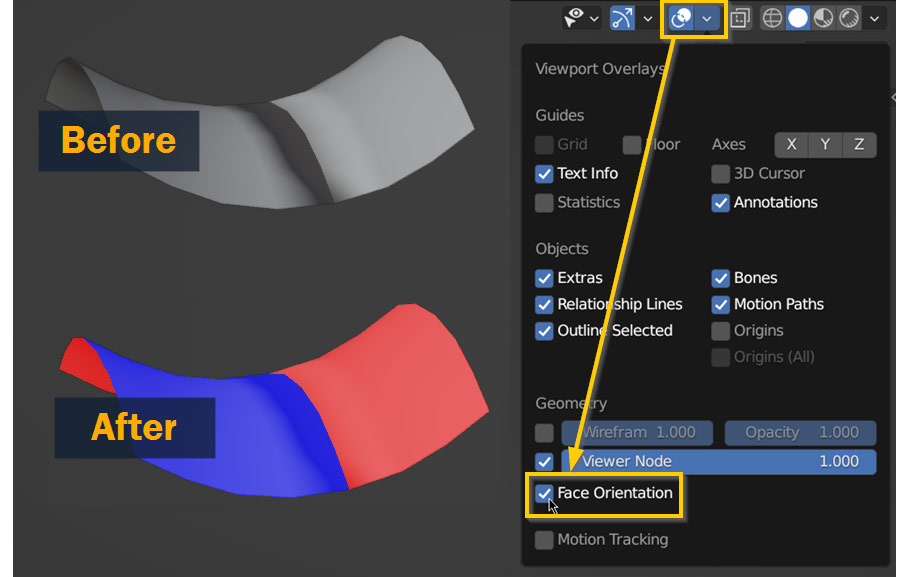 Before
After
Viewport Overlays
Guides
Grid
Floor
Axes X Y Z
Text Info
3D Cursor
Statistics
Annotations
Objects
Extras
Bones
Relationship Lines
Motion Paths
Outline Selected
Origins
Origins (All)
Geometry
Wirefram 1.000
Opacity 1.000
Viewer Node 1.000
Face Orientation
Motion Tracking